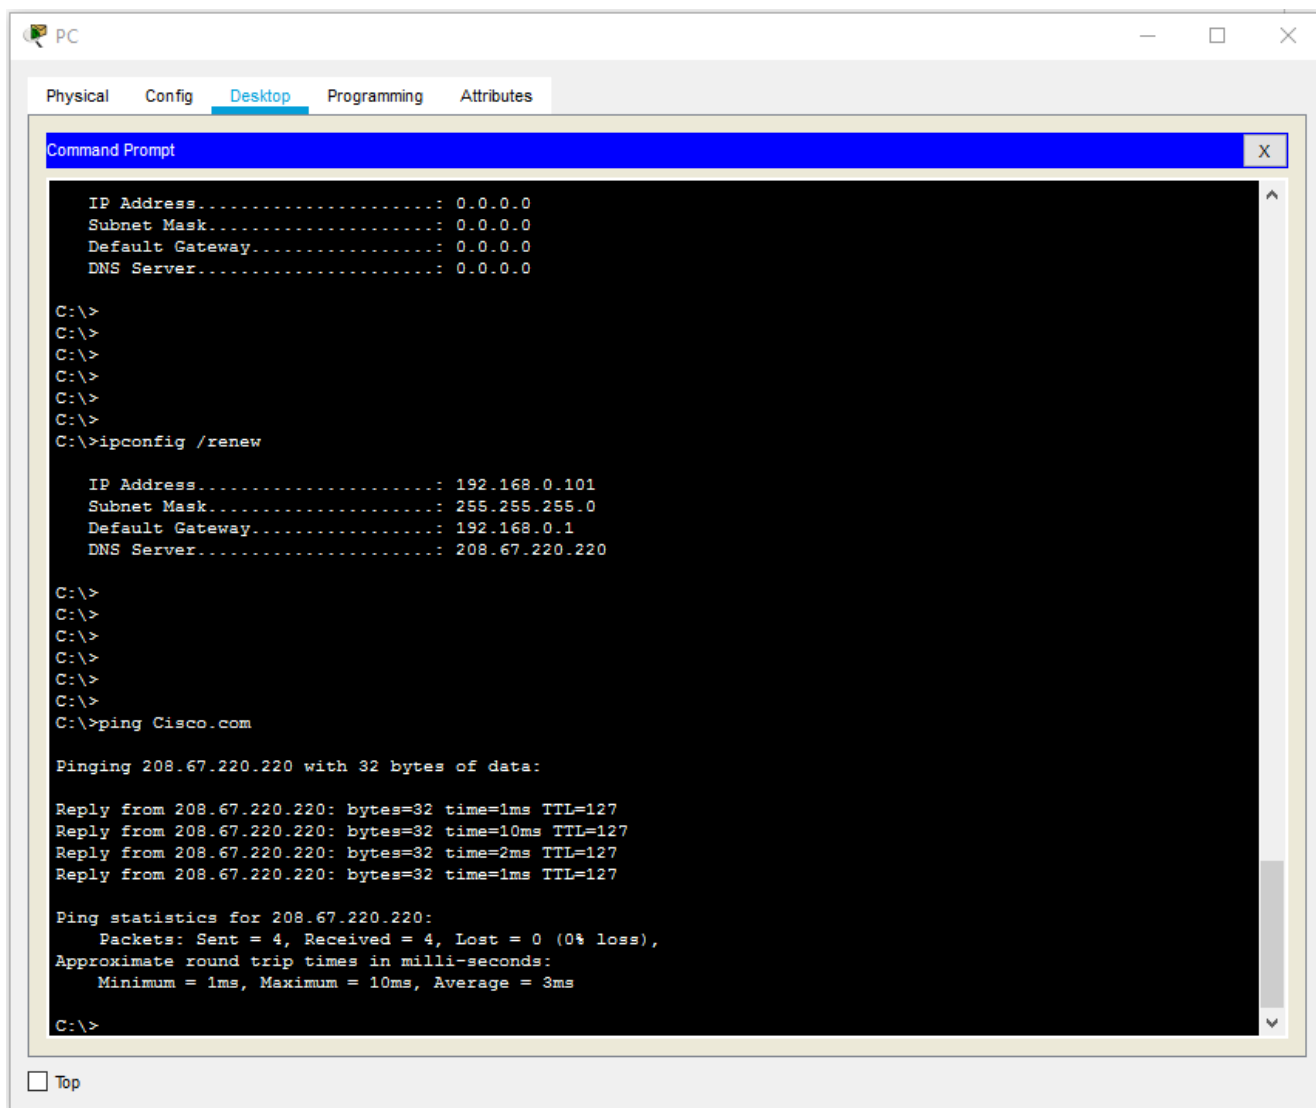 PC
Physical Config Desktop Programming Attributes
Command Prompt
X
IP Address......................: 0.0.0.0
Subnet Mask.....................: 0.0.0.0
Default Gateway.................: 0.0.0.0
DNS Server......................: 0.0.0.0
C:\>
C:\>
C:\>
C:\>
C:\>
C:\>
C:\>ipconfig /renew
IP Address......................: 192.168.0.101
Subnet Mask.....................: 255.255.255.0
Default Gateway.................: 192.168.0.1
DNS Server......................: 208.67.220.220
C:\>
C:\>
C:\>
C:\>
C:\>
C:\>
C:\>ping Cisco.com
Pinging 208.67.220.220 with 32 bytes of data:
Reply from 208.67.220.220: bytes=32 time=1ms TTL=127
Reply from 208.67.220.220: bytes=32 time=10ms TTL=127
Reply from 208.67.220.220: bytes=32 time=2ms TTL=127
Reply from 208.67.220.220: bytes=32 time=1ms TTL=127
Ping statistics for 208.67.220.220:
Packets: Sent = 4, Received = 4, Lost = 0 (0% loss),
Approximate round trip times in milli-seconds:
Minimum = 1ms, Maximum = 10ms, Average = 3ms
C:\>
Top